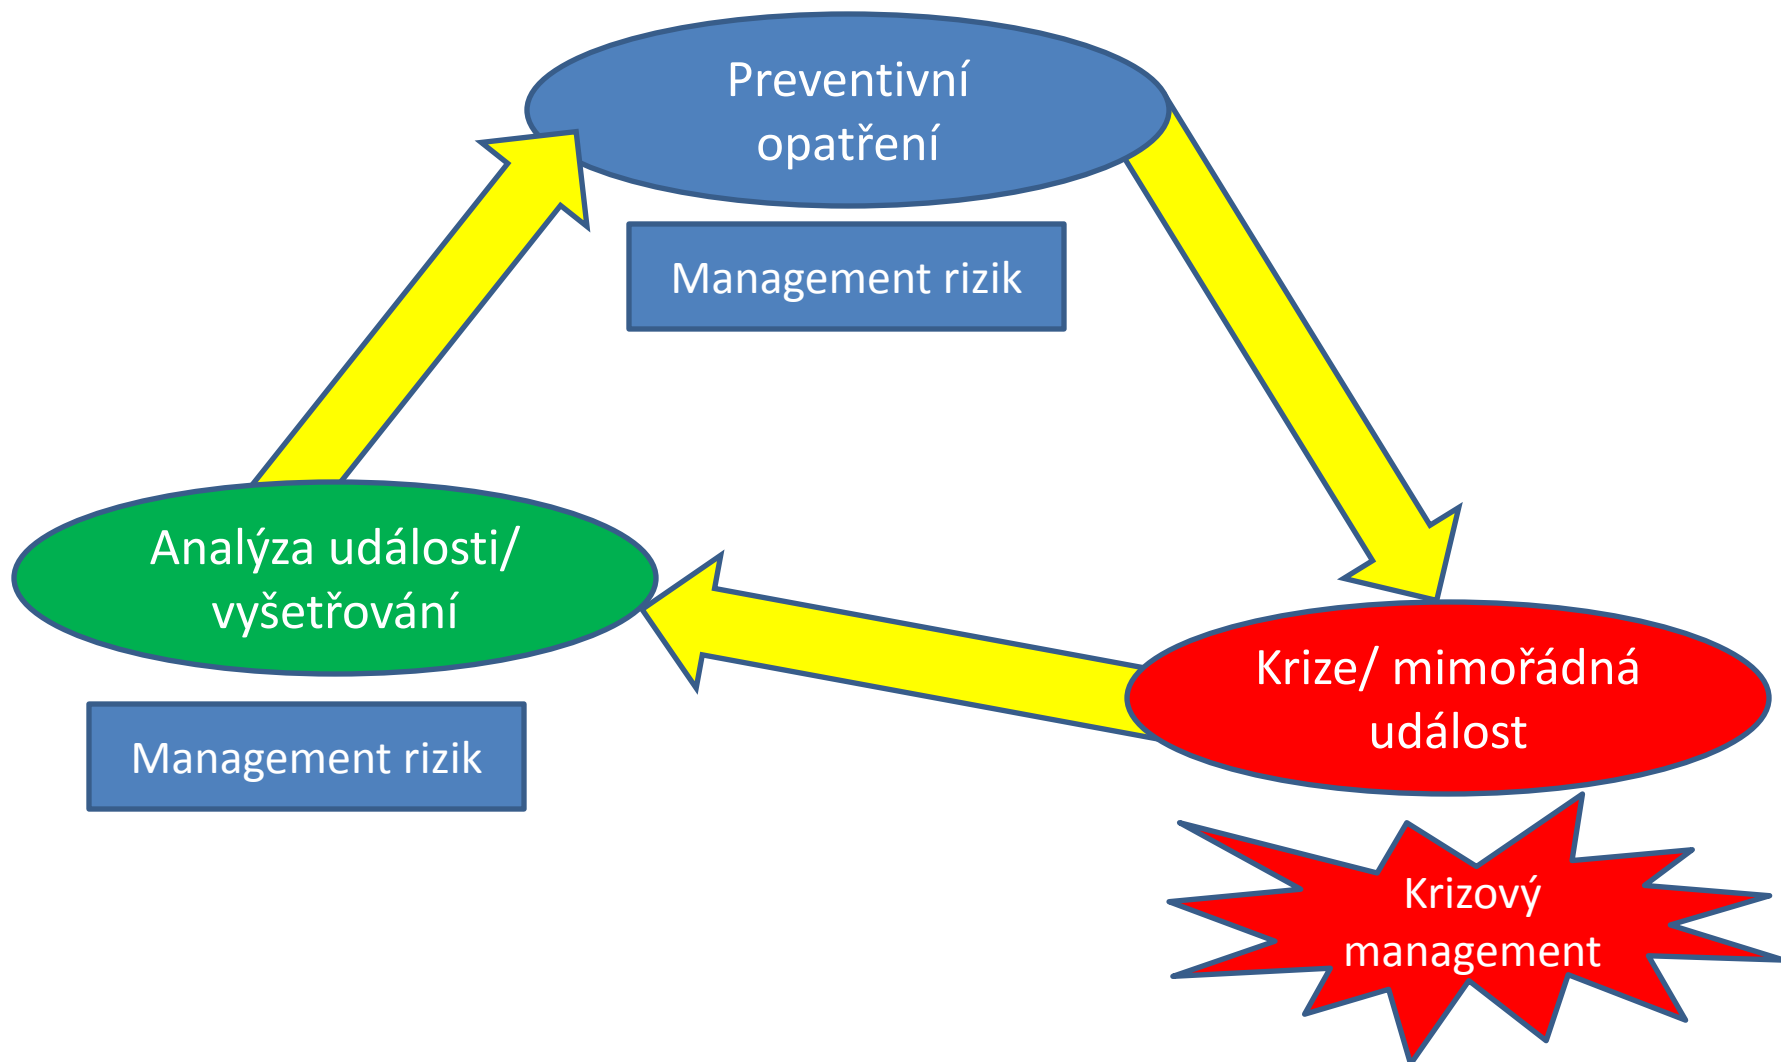 Preventivní
opatření
Management rizik
Analýza události/
vyšetřování
Management rizik
Krize/ mimořádná
událost
Krizový
management